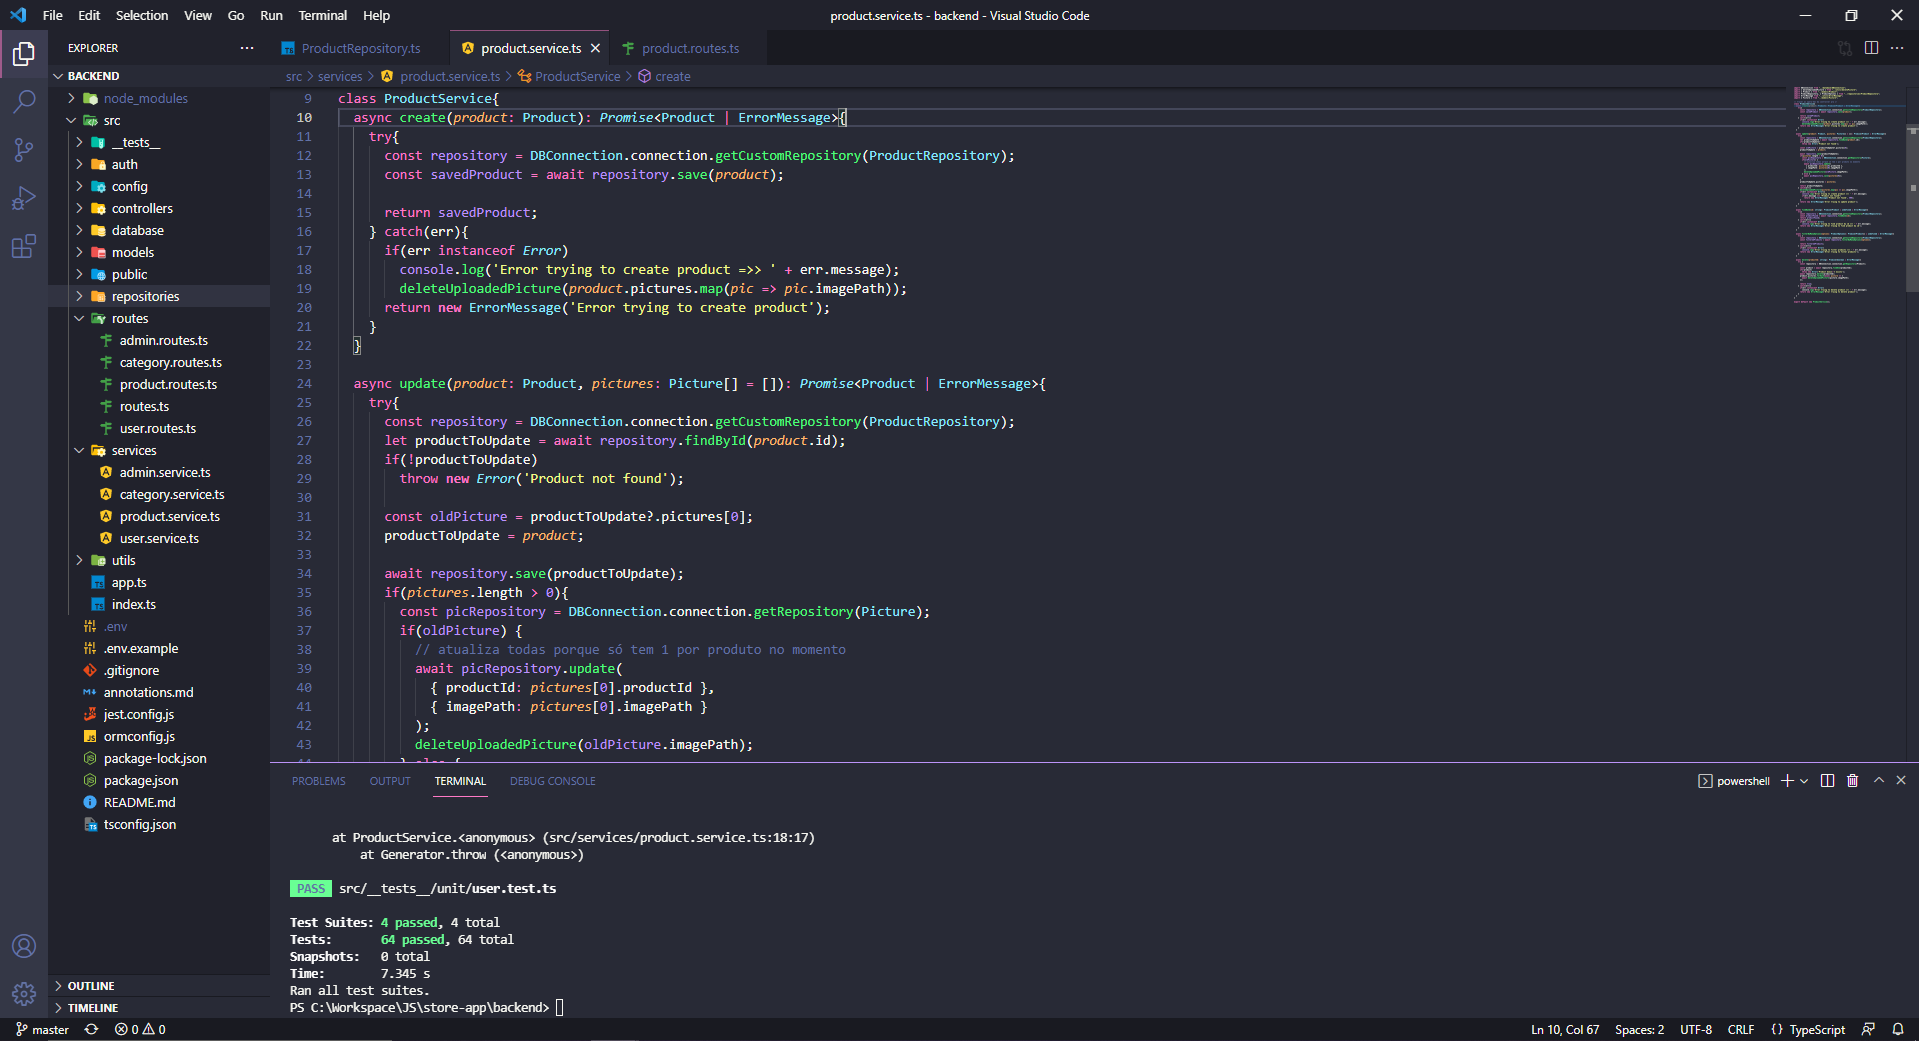 File Edit Selection View Go Run Terminal Help
product.service.ts - backend - Visual Studio Code
EXPLORER
BACKEND
node_modules
src
__tests__
auth
config
controllers
database
models
public
repositories
routes
admin.routes.ts
category.routes.ts
product.routes.ts
routes.ts
user.routes.ts
services
admin.service.ts
category.service.ts
product.service.ts
user.service.ts
utils
app.ts
index.ts
.env
.env.example
.gitignore
annotations.md
jest.config.js
ormconfig.js
package-lock.json
package.json
README.md
tsconfig.json
OUTLINE
TIMELINE
ProductRepository.ts product.service.ts product.routes.ts
src > services > product.service.ts > ProductService > create
9 class ProductService{
10 async create(product: Product): Promise<Product | ErrorMessage>{
11 try{
12 const repository = DBConnection.connection.getCustomRepository(ProductRepository);
13 const savedProduct = await repository.save(product);
14
15 return savedProduct;
16 } catch(err){
17 if(err instanceof Error)
18 console.log('Error trying to create product =>> ' + err.message);
19 deleteUploadedPicture(product.pictures.map(pic => pic.imagePath));
20 return new ErrorMessage('Error trying to create product');
21 }
22 }
23
24 async update(product: Product, pictures: Picture[] = []): Promise<Product | ErrorMessage>{
25 try{
26 const repository = DBConnection.connection.getCustomRepository(ProductRepository);
27 let productToUpdate = await repository.findById(product.id);
28 if(!productToUpdate)
29 throw new Error('Product not found');
30
31 const oldPicture = productToUpdate?.pictures[0];
32 productToUpdate = product;
33
34 await repository.save(productToUpdate);
35 if(pictures.length > 0){
36 const picRepository = DBConnection.connection.getRepository(Picture);
37 if(oldPicture) {
38 // atualiza todas porque só tem 1 por produto no momento
39 await picRepository.update(
40 { productId: pictures[0].productId },
41 { imagePath: pictures[0].imagePath }
42 );
43 deleteUploadedPicture(oldPicture.imagePath);
44 } else {
PROBLEMS OUTPUT TERMINAL DEBUG CONSOLE
powershell
at ProductService.<anonymous> (src/services/product.service.ts:18:17)
at Generator.throw (<anonymous>)
PASS src/__tests__/unit/user.test.ts
Test Suites: 4 passed, 4 total
Tests: 64 passed, 64 total
Snapshots: 0 total
Time: 7.345 s
Ran all test suites.
PS C:\Workspace\JS\store-app\backend>
master 0 0
Ln 10, Col 67 Spaces: 2 UTF-8 CRLF {} TypeScript